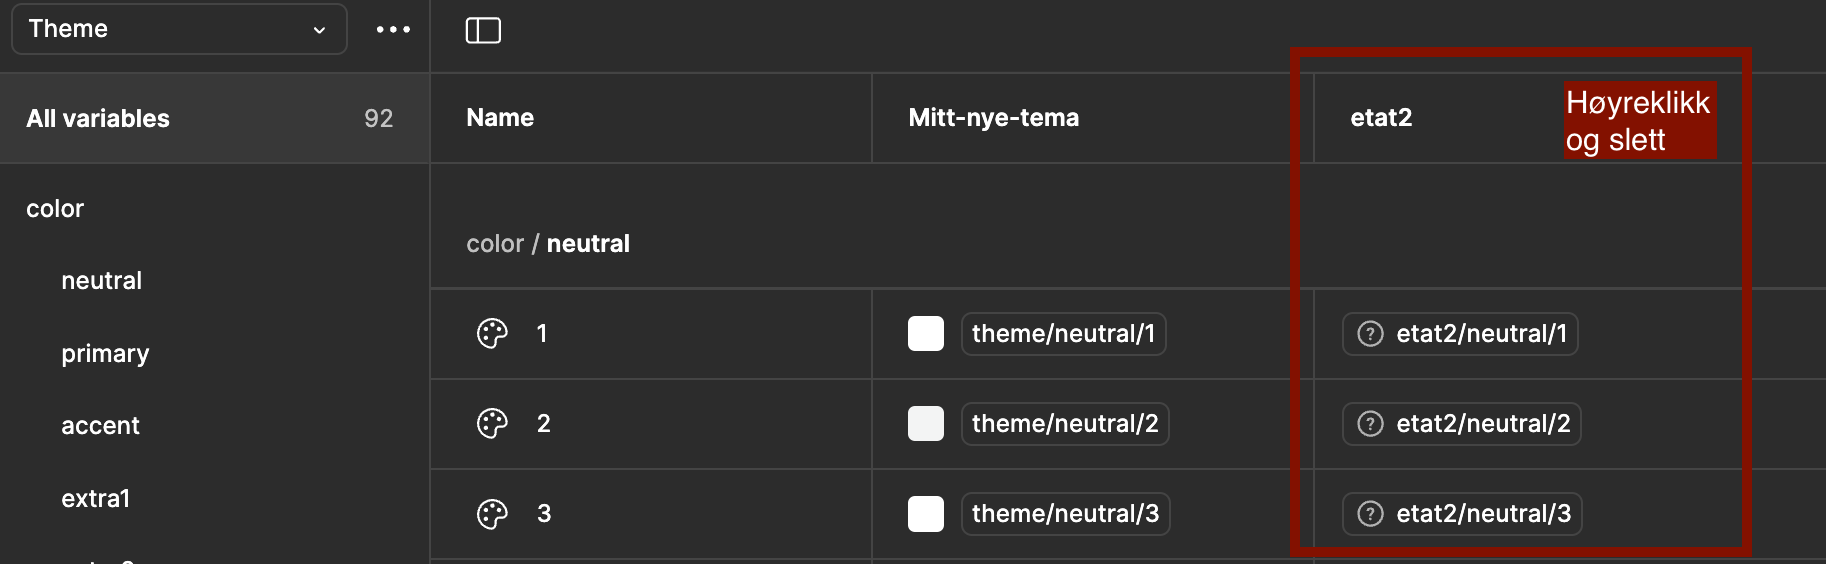 Theme
All variables 92
Name
Mitt-nye-tema
etat2
Høyreklikk
og slett
color
neutral
primary
accent
extra1
color / neutral
1 theme/neutral/1 ? etat2/neutral/1
2 theme/neutral/2 ? etat2/neutral/2
3 theme/neutral/3 ? etat2/neutral/3